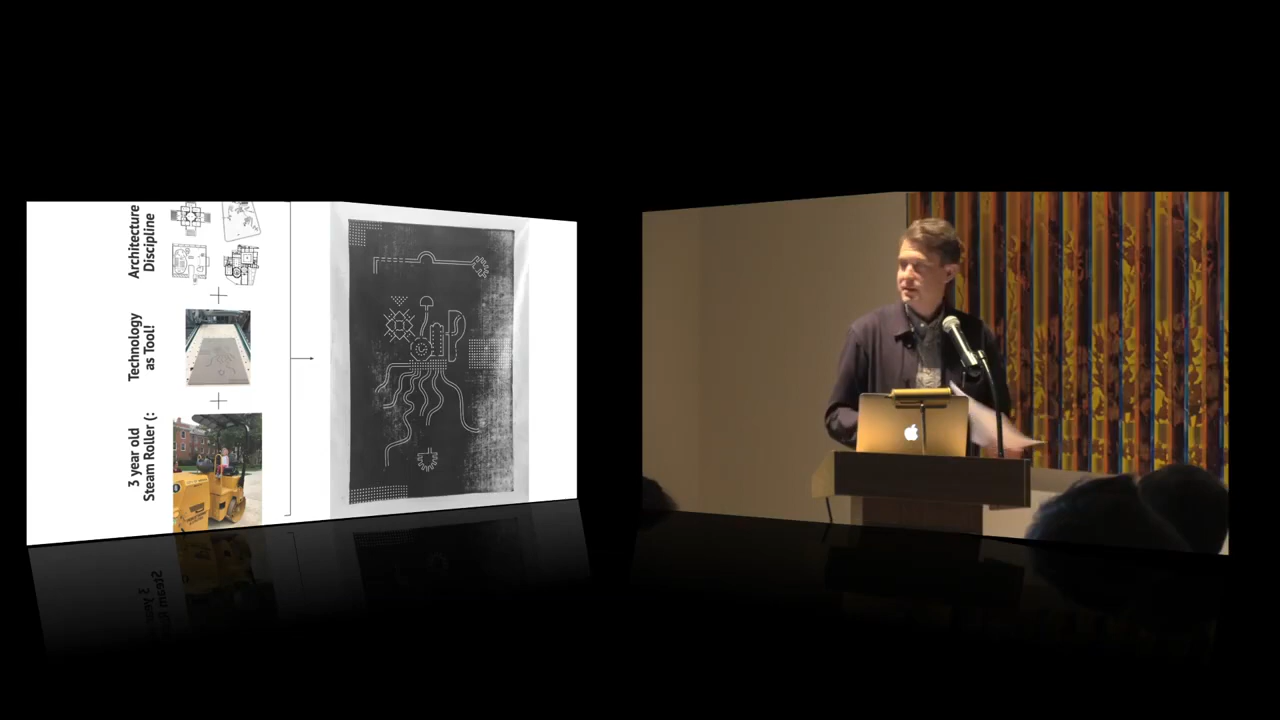 Architecture
Discipline
Technology
as Tool!
3 year old
Steam Roller (: